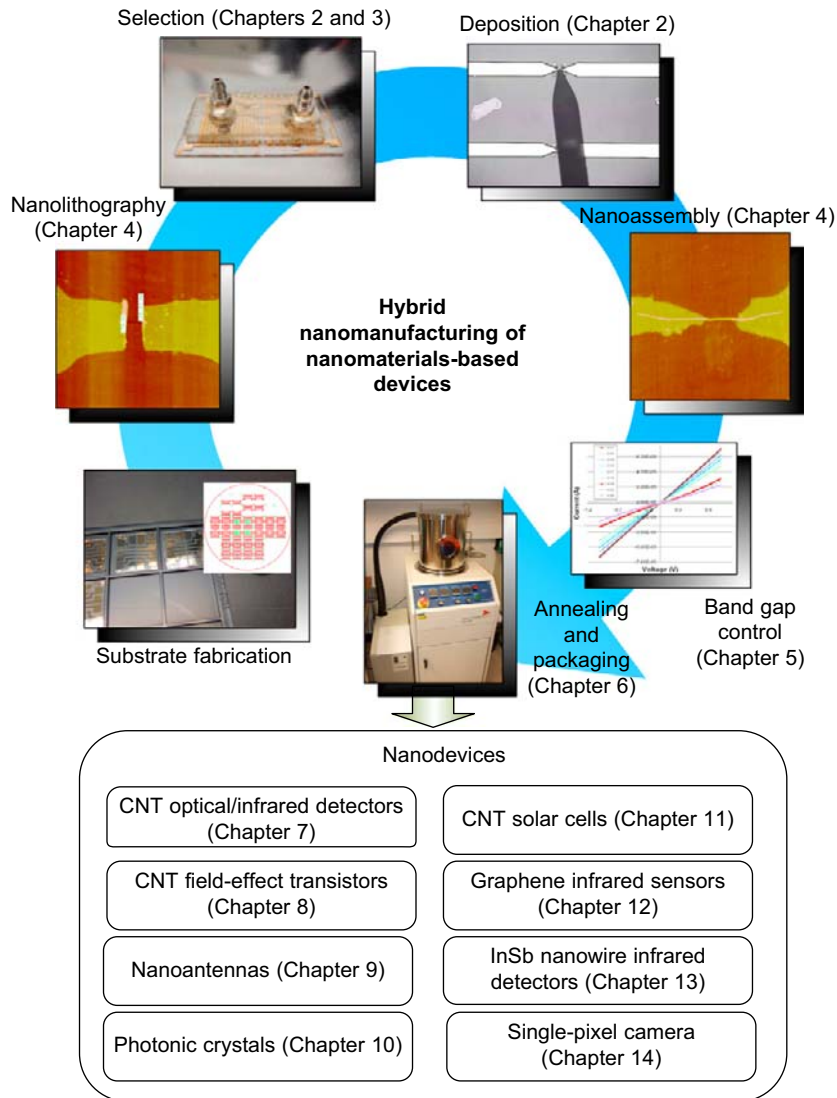 Selection (Chapters 2 and 3)
Deposition (Chapter 2)
Nanolithography
(Chapter 4)
Nanoassembly (Chapter 4)
Hybrid
nanomanufacturing of
nanomaterials-based
devices
Current (A)
Voltage (V)
Substrate fabrication
Annealing
and
packaging
(Chapter 6)
Band gap
control
(Chapter 5)
Nanodevices
CNT optical/infrared detectors
(Chapter 7)
CNT solar cells (Chapter 11)
CNT field-effect transistors
(Chapter 8)
Graphene infrared sensors
(Chapter 12)
Nanoantennas (Chapter 9)
InSb nanowire infrared
detectors (Chapter 13)
Photonic crystals (Chapter 10)
Single-pixel camera
(Chapter 14)